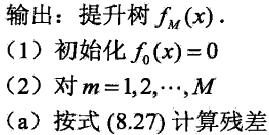 输出：提升树 f_M(x).
（1）初始化 f_0(x)=0
（2）对 m=1,2,⋯,M
（a）按式 (8.27) 计算残差